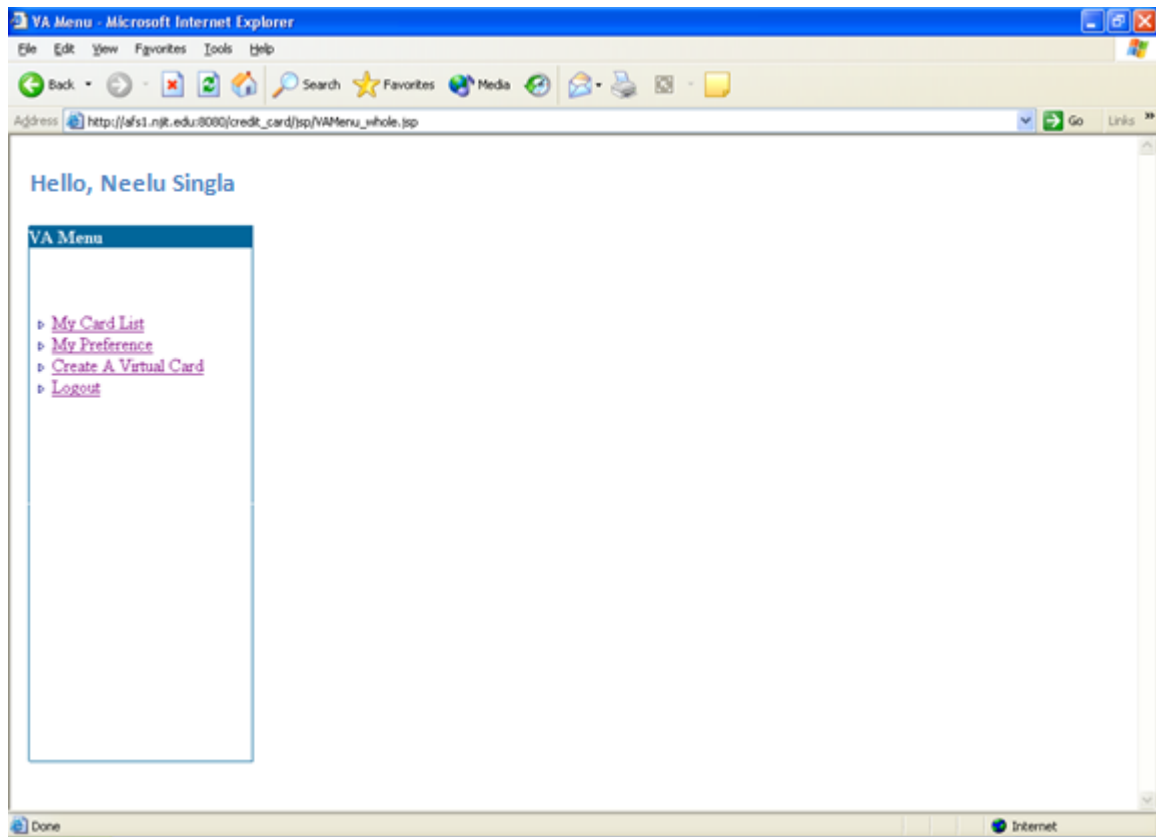 VA Menu - Microsoft Internet Explorer
File Edit View Favorites Tools Help
Back Search Favorites Media
Address http://afs1.njit.edu:8080/credit_card/jsp/VAMenu_whole.jsp Go Links »
Hello, Neelu Singla
VA Menu
My Card List
My Preference
Create A Virtual Card
Logout
Done Internet